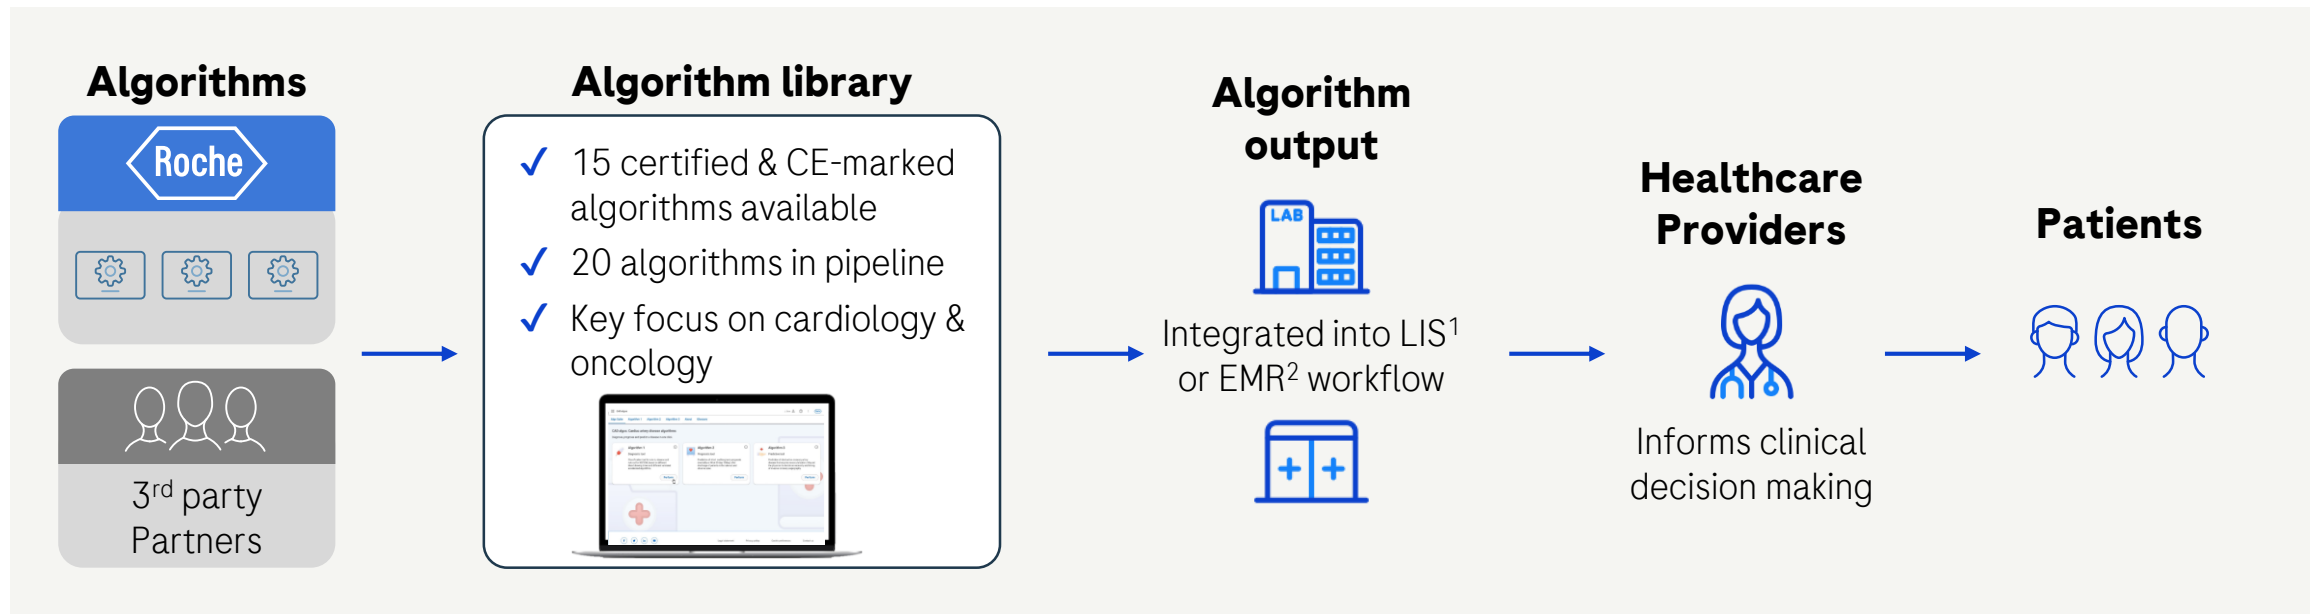 Algorithms
Roche
3rd party
Partners
Algorithm library
✓ 15 certified & CE-marked
algorithms available
✓ 20 algorithms in pipeline
✓ Key focus on cardiology &
oncology
Algorithm
output
LAB
Integrated into LIS1
or EMR2 workflow
Healthcare
Providers
Informs clinical
decision making
Patients